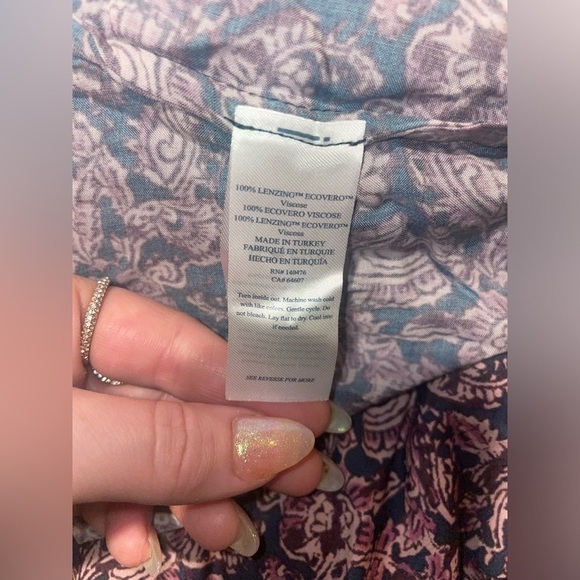 100% LENZING™ ECOVERO™
Viscose
100% ECOVERO VISCOSE
100% LENZING™ ECOVERO™
Viscosa
MADE IN TURKEY
FABRIQUÉ EN TURQUIE
HECHO EN TURQUÍA
RN# 140476
CA# 64607
Turn inside out. Machine wash cold
with like colors. Gentle cycle. Do
not bleach. Lay flat to dry. Cool iron
if needed.
SEE REVERSE FOR MORE